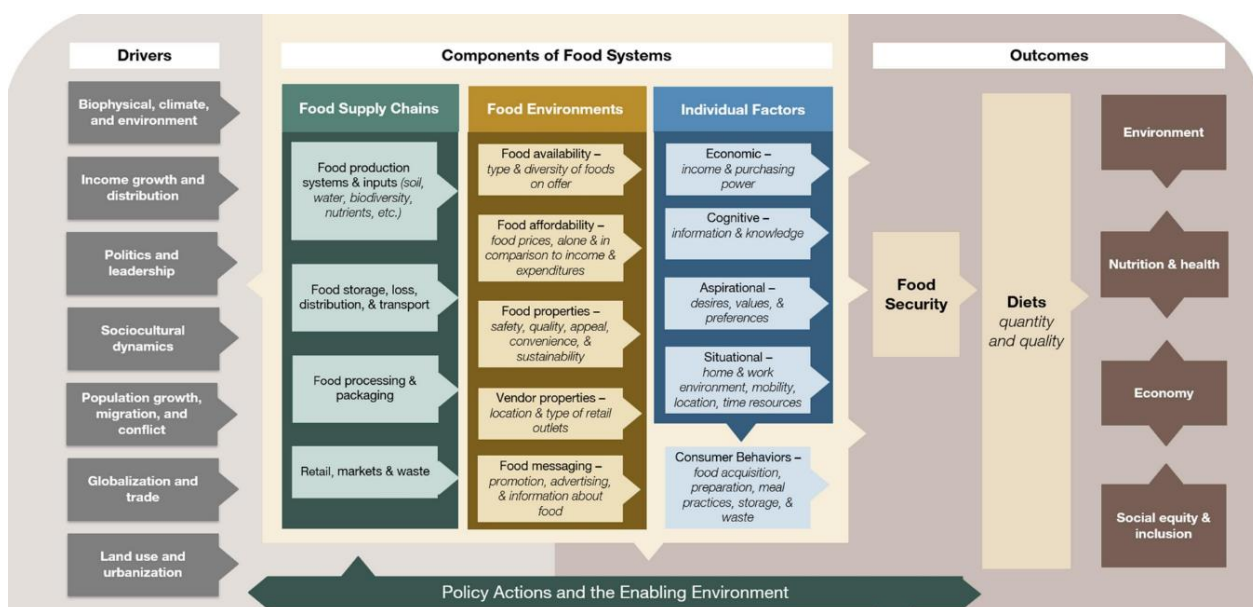 Drivers
Biophysical, climate,
and environment
Income growth and
distribution
Politics and
leadership
Sociocultural
dynamics
Population growth,
migration, and
conflict
Globalization and
trade
Land use and
urbanization
Components of Food Systems
Food Supply Chains
Food production
systems & inputs (soil,
water, biodiversity,
nutrients, etc.)
Food storage, loss,
distribution, & transport
Food processing &
packaging
Retail, markets & waste
Food Environments
Food availability –
type & diversity of foods
on offer
Food affordability –
food prices, alone & in
comparison to income &
expenditures
Food properties –
safety, quality, appeal,
convenience, &
sustainability
Vendor properties –
location & type of retail
outlets
Food messaging –
promotion, advertising,
& information about
food
Individual Factors
Economic –
income & purchasing
power
Cognitive –
information & knowledge
Aspirational –
desires, values, &
preferences
Situational –
home & work
environment, mobility,
location, time resources
Consumer Behaviors –
food acquisition,
preparation, meal
practices, storage, &
waste
Outcomes
Food
Security
Diets
quantity
and quality
Environment
Nutrition & health
Economy
Social equity &
inclusion
Policy Actions and the Enabling Environment